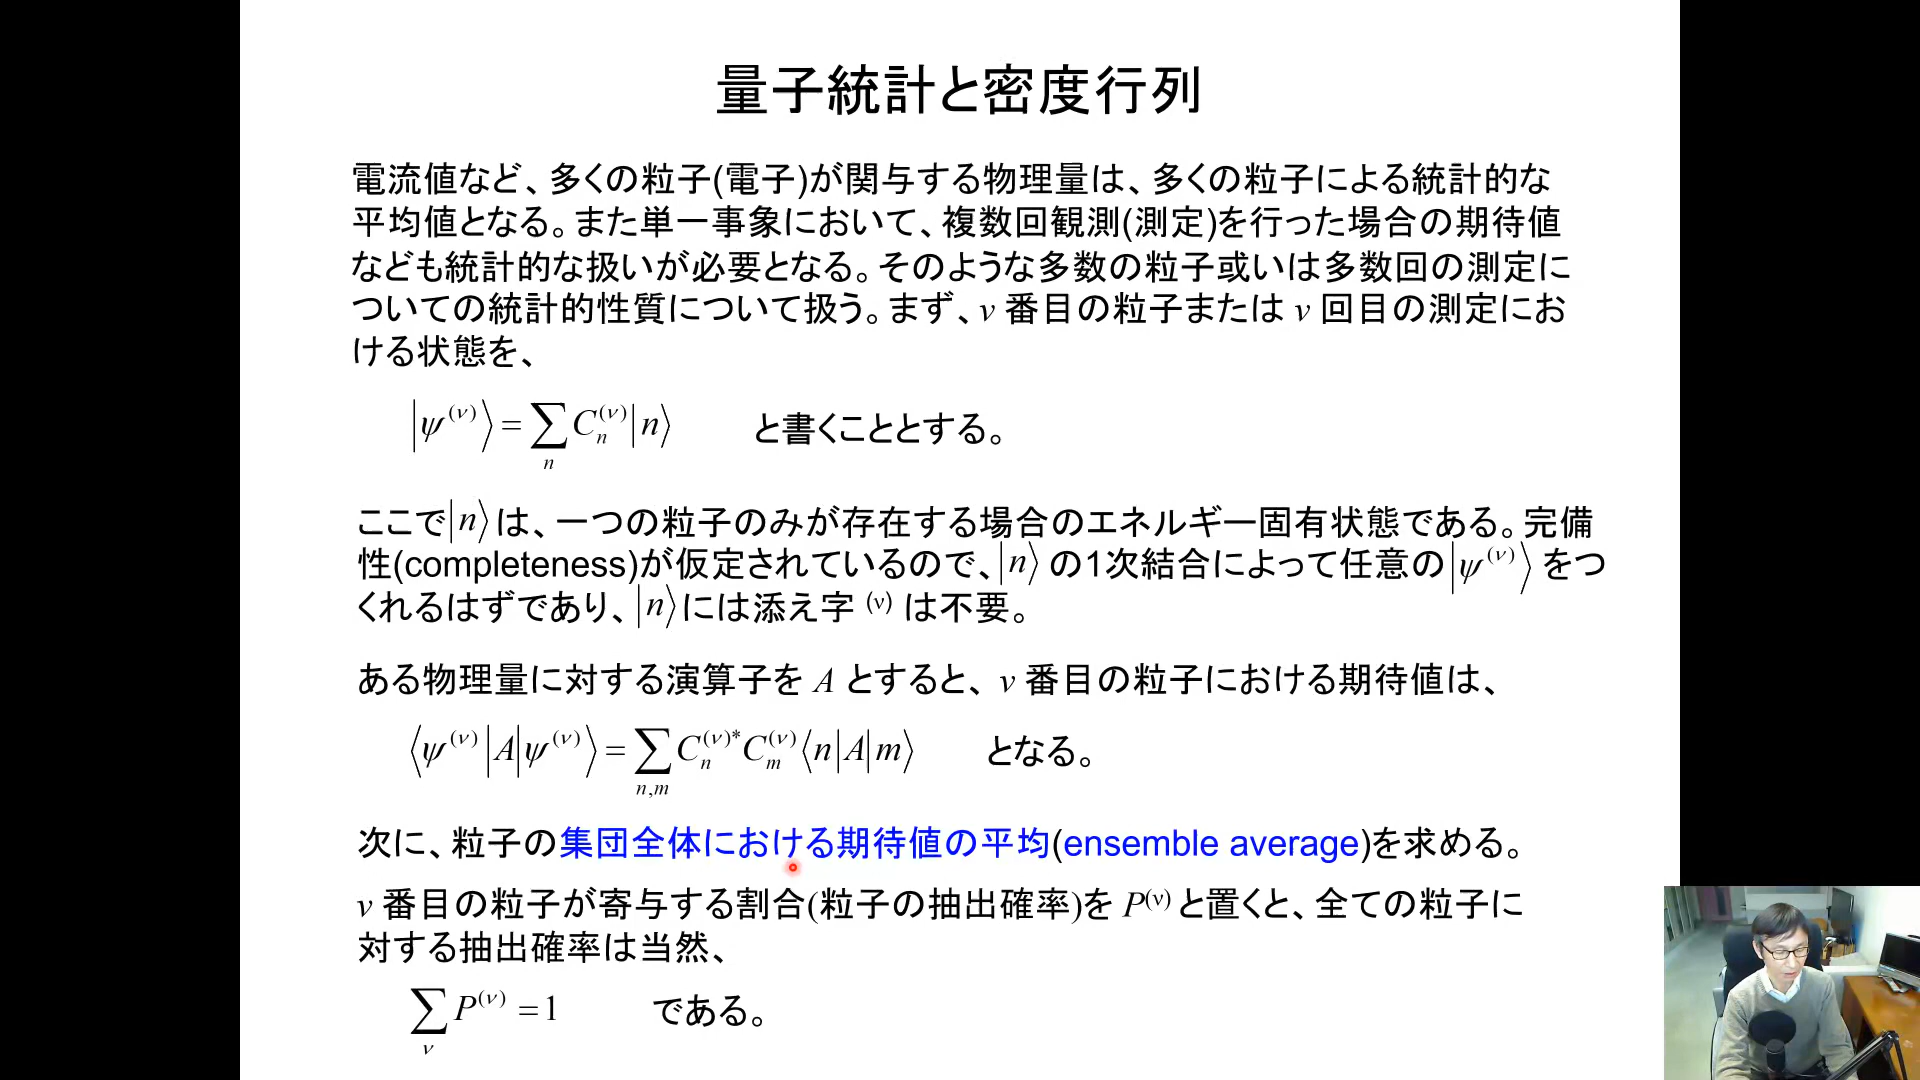 量子統計と密度行列
電流値など、多くの粒子(電子)が関与する物理量は、多くの粒子による統計的な
平均値となる。また単一事象において、複数回観測(測定)を行った場合の期待値
なども統計的な扱いが必要となる。そのような多数の粒子或いは多数回の測定に
ついての統計的性質について扱う。まず、ν 番目の粒子または ν 回目の測定にお
ける状態を、
|ψ^(ν)⟩ = ∑_n C_n^(ν) |n⟩ と書くこととする。
ここで|n⟩は、一つの粒子のみが存在する場合のエネルギー固有状態である。完備
性(completeness)が仮定されているので、|n⟩の1次結合によって任意の|ψ^(ν)⟩をつ
くれるはずであり、|n⟩には添え字 (ν) は不要。
ある物理量に対する演算子を A とすると、ν 番目の粒子における期待値は、
⟨ψ^(ν)|A|ψ^(ν)⟩ = ∑_{n,m} C_n^(ν)* C_m^(ν) ⟨n|A|m⟩ となる。
次に、粒子の集団全体における期待値の平均(ensemble average)を求める。
ν 番目の粒子が寄与する割合(粒子の抽出確率)を P^(ν) と置くと、全ての粒子に
対する抽出確率は当然、
∑_ν P^(ν) = 1 である。